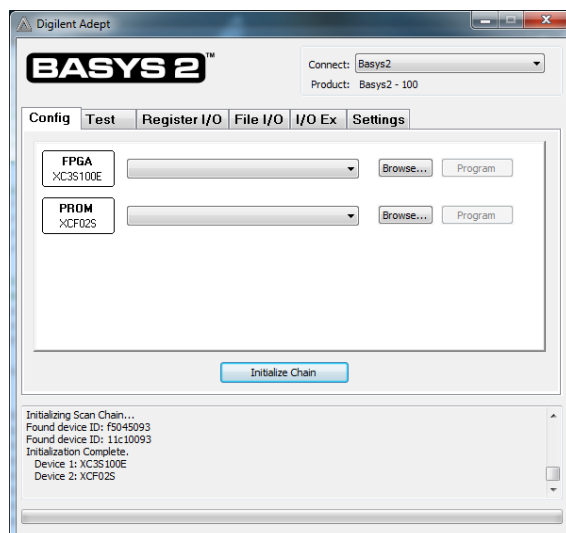 Digilent Adept
BASYS 2™
Connect: Basys2
Product: Basys2 - 100
Config Test Register I/O File I/O I/O Ex Settings
FPGA
XC3S100E
Browse... Program
PROM
XCF02S
Browse... Program
Initialize Chain
Initializing Scan Chain...
Found device ID: f5045093
Found device ID: 11c10093
Initialization Complete.
Device 1: XC3S100E
Device 2: XCF02S